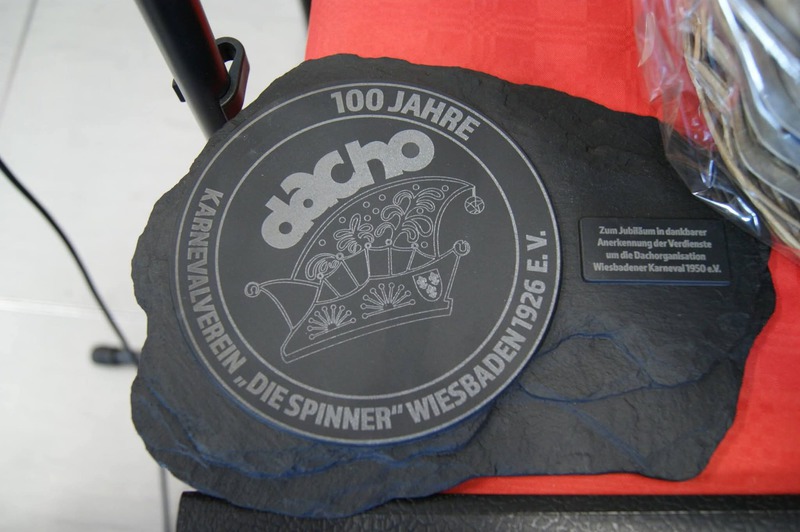 100 JAHRE
dacho
KARNEVALVEREIN „DIE SPINNER“ WIESBADEN 1926 E.V.
Zum Jubiläum in dankbarer
Anerkennung der Verdienste
um die Dachorganisation
Wiesbadener Karneval 1950 e.V.